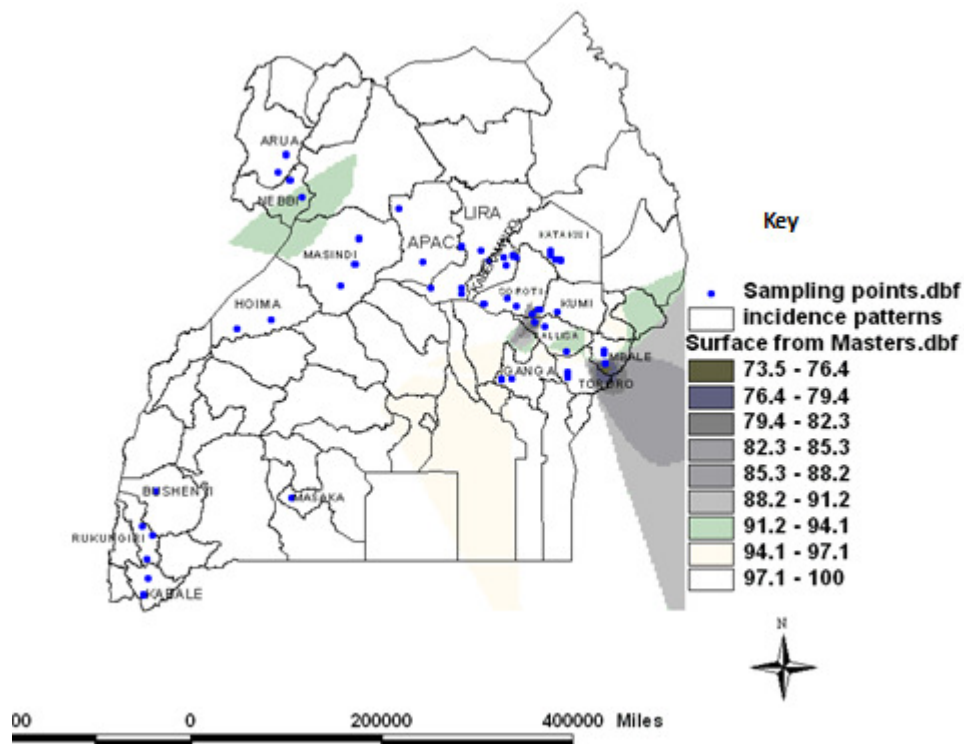 ARUA
NEBBI
LIRA
Key
KATAKWI
APAC
MASINDI
Sampling points.dbf
HOIMA
SOROTI
KUMI
incidence patterns
Surface from Masters.dbf
PALLISA
MBALE
73.5 - 76.4
IGANGA
TORORO
76.4 - 79.4
79.4 - 82.3
82.3 - 85.3
85.3 - 88.2
BUSHENYI
MASAKA
88.2 - 91.2
91.2 - 94.1
RUKUNGIRI
94.1 - 97.1
KABALE
97.1 - 100
N
00 0 200000 400000 Miles